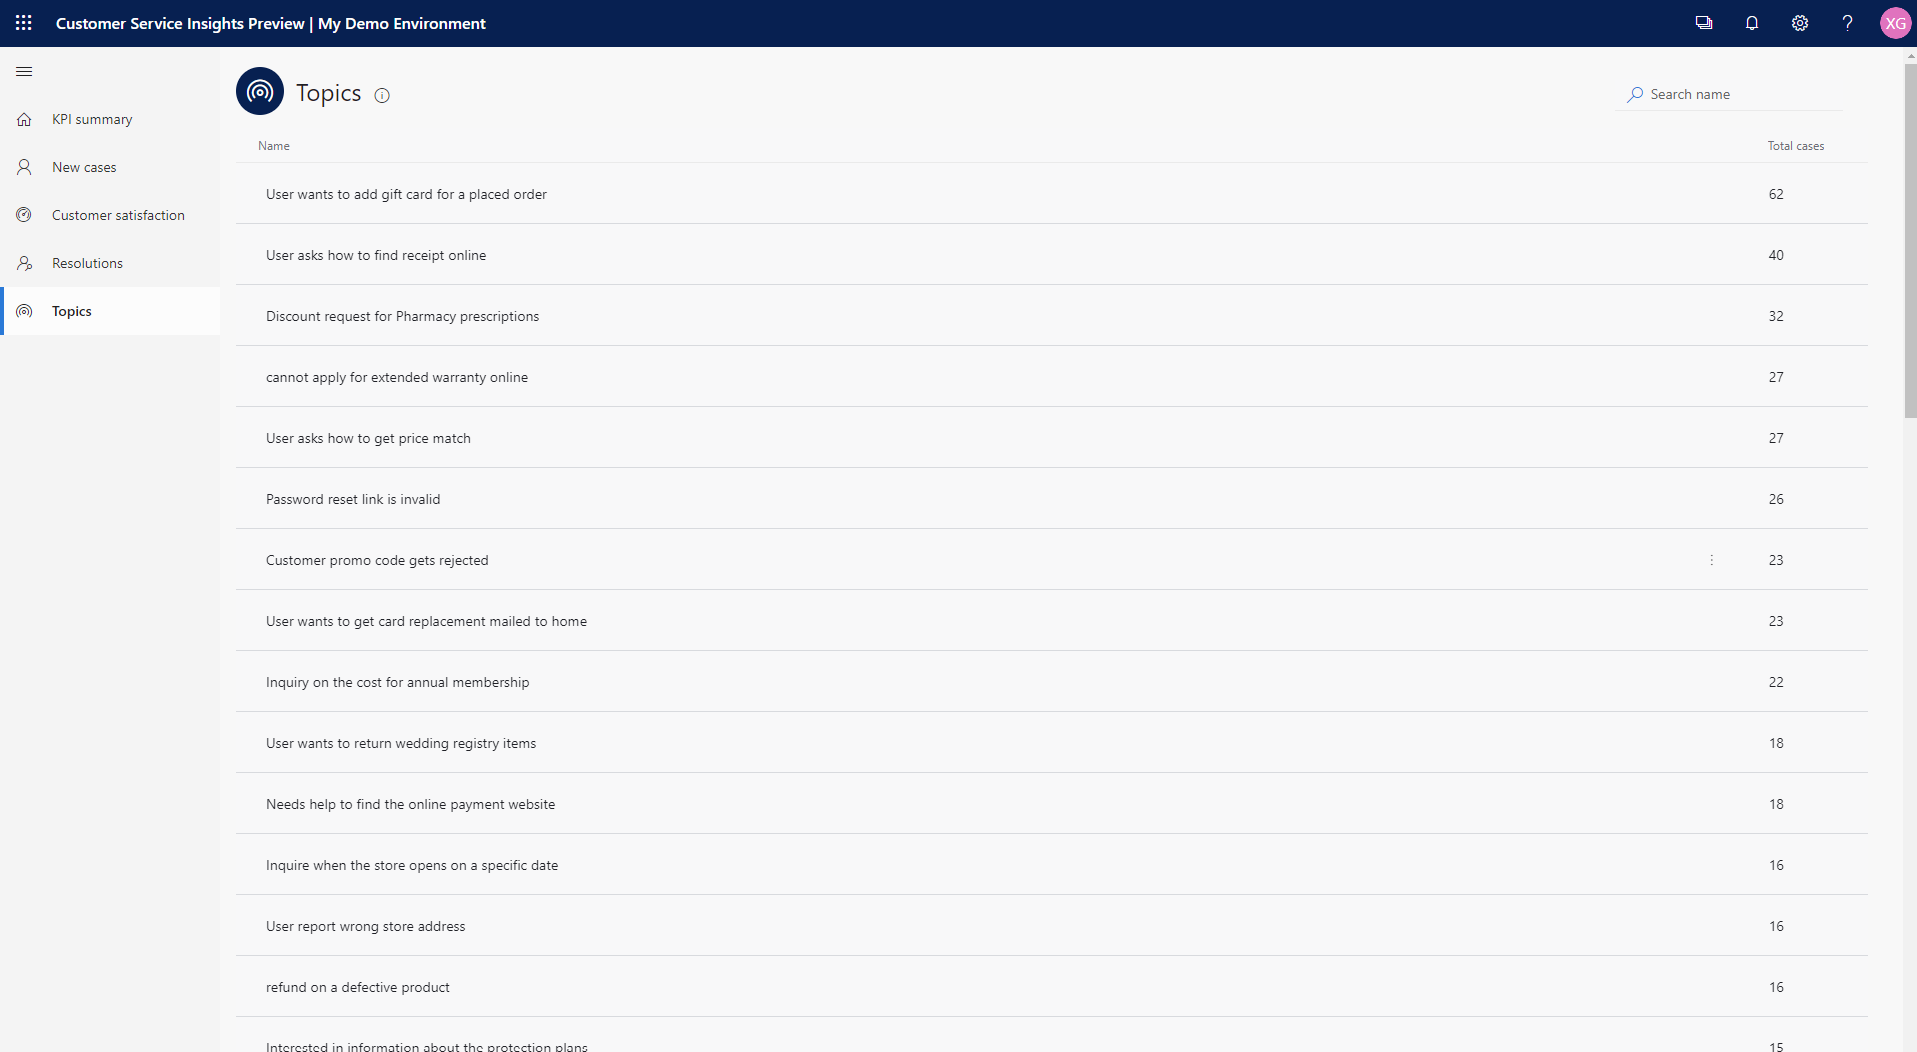 Customer Service Insights Preview | My Demo Environment
XG
KPI summary
New cases
Customer satisfaction
Resolutions
Topics
Topics
Search name
Name Total cases
User wants to add gift card for a placed order 62
User asks how to find receipt online 40
Discount request for Pharmacy prescriptions 32
cannot apply for extended warranty online 27
User asks how to get price match 27
Password reset link is invalid 26
Customer promo code gets rejected 23
User wants to get card replacement mailed to home 23
Inquiry on the cost for annual membership 22
User wants to return wedding registry items 18
Needs help to find the online payment website 18
Inquire when the store opens on a specific date 16
User report wrong store address 16
refund on a defective product 16
Interested in information about the protection plans 15